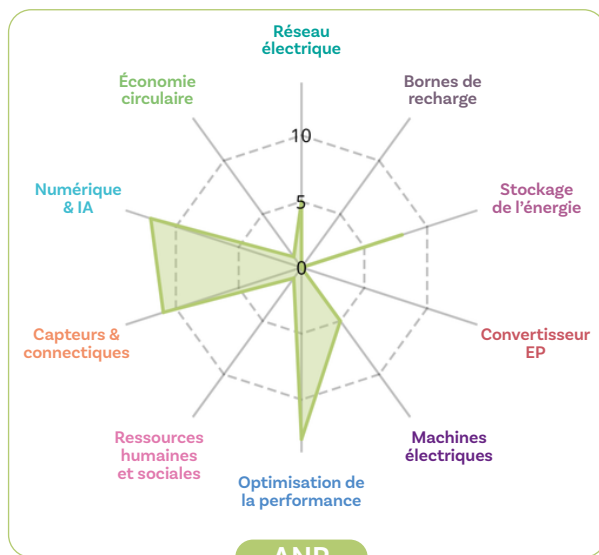 Réseau
électrique
Économie
circulaire
Bornes de
recharge
10
Numérique
& IA
5
Stockage
de l'énergie
0
Capteurs &
connectiques
Convertisseur
EP
Ressources
humaines
et sociales
Machines
électriques
Optimisation de
la performance